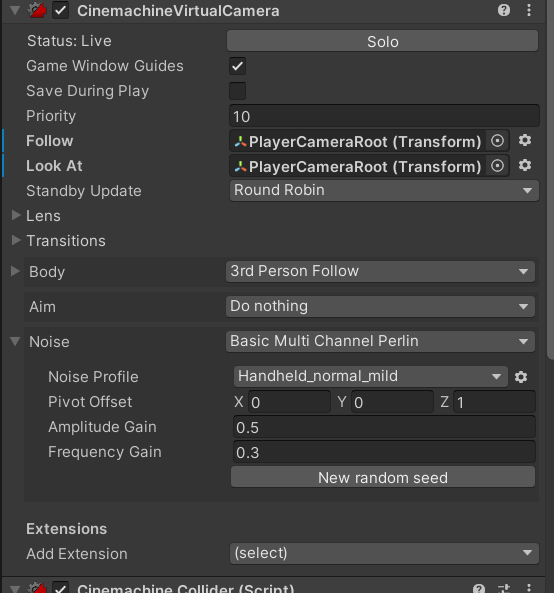 CinemachineVirtualCamera
Status: Live Solo
Game Window Guides
Save During Play
Priority 10
Follow PlayerCameraRoot (Transform)
Look At PlayerCameraRoot (Transform)
Standby Update Round Robin
Lens
Transitions
Body 3rd Person Follow
Aim Do nothing
Noise Basic Multi Channel Perlin
Noise Profile Handheld_normal_mild
Pivot Offset X 0 Y 0 Z 1
Amplitude Gain 0.5
Frequency Gain 0.3
New random seed
Extensions
Add Extension (select)
Cinemachine Collider (Script)